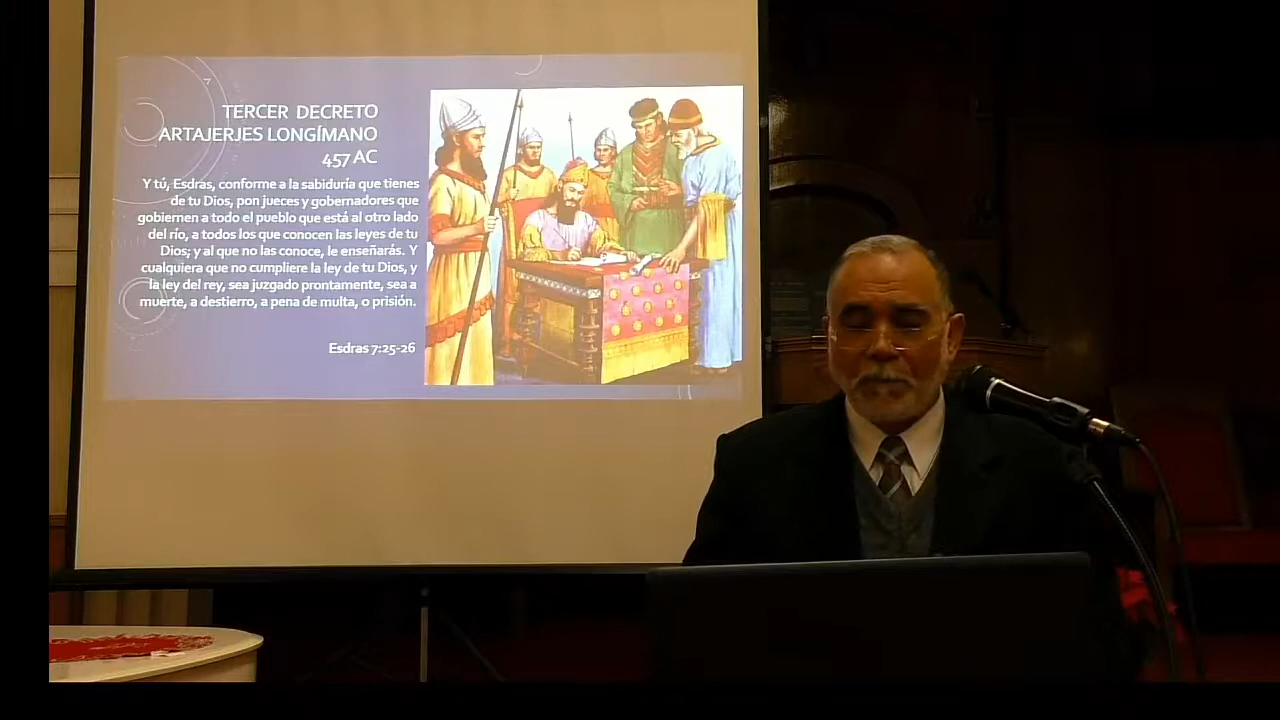 TERCER DECRETO
ARTAJERJES LONGÍMANO
457 AC
Y tú, Esdras, conforme a la sabiduría que tienes
de tu Dios, pon jueces y gobernadores que
gobiernen a todo el pueblo que está al otro lado
del río, a todos los que conocen las leyes de tu
Dios; y al que no las conoce, le enseñarás. Y
cualquiera que no cumpliere la ley de tu Dios, y
la ley del rey, sea juzgado prontamente, sea a
muerte, a destierro, a pena de multa, o prisión.
Esdras 7:25-26